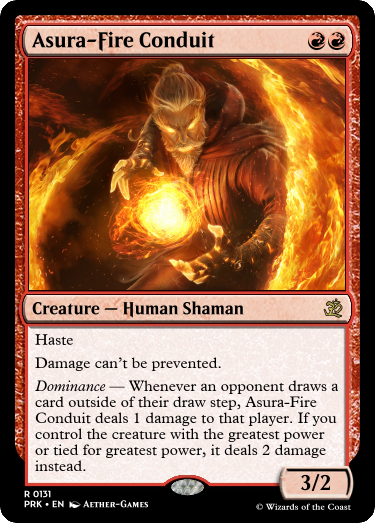 Asura-Fire Conduit
Creature — Human Shaman
Haste
Damage can't be prevented.
Dominance — Whenever an opponent draws a
card outside of their draw step, Asura-Fire
Conduit deals 1 damage to that player. If you
control the creature with the greatest power
or tied for greatest power, it deals 2 damage
instead.
3/2
R 0131
PRK • EN Aether-Games
© Wizards of the Coast